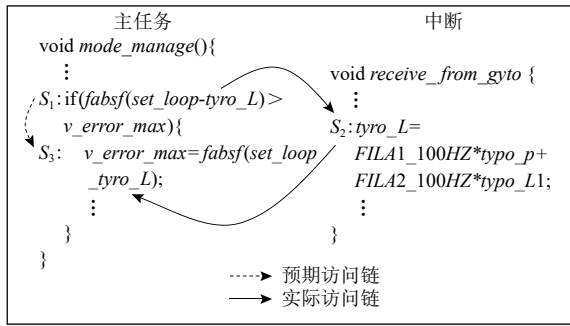 主任务
中断
void mode_manage(){
⋮
S1:if(fabsf(set_loop-tyro_L)>
v_error_max){
S3: v_error_max=fabsf(set_loop
_tyro_L);
⋮
}
}
void receive_from_gyto {
⋮
S2:tyro_L=
FILA1_100HZ*typo_p+
FILA2_100HZ*typo_L1;
⋮
}
预期访问链
实际访问链